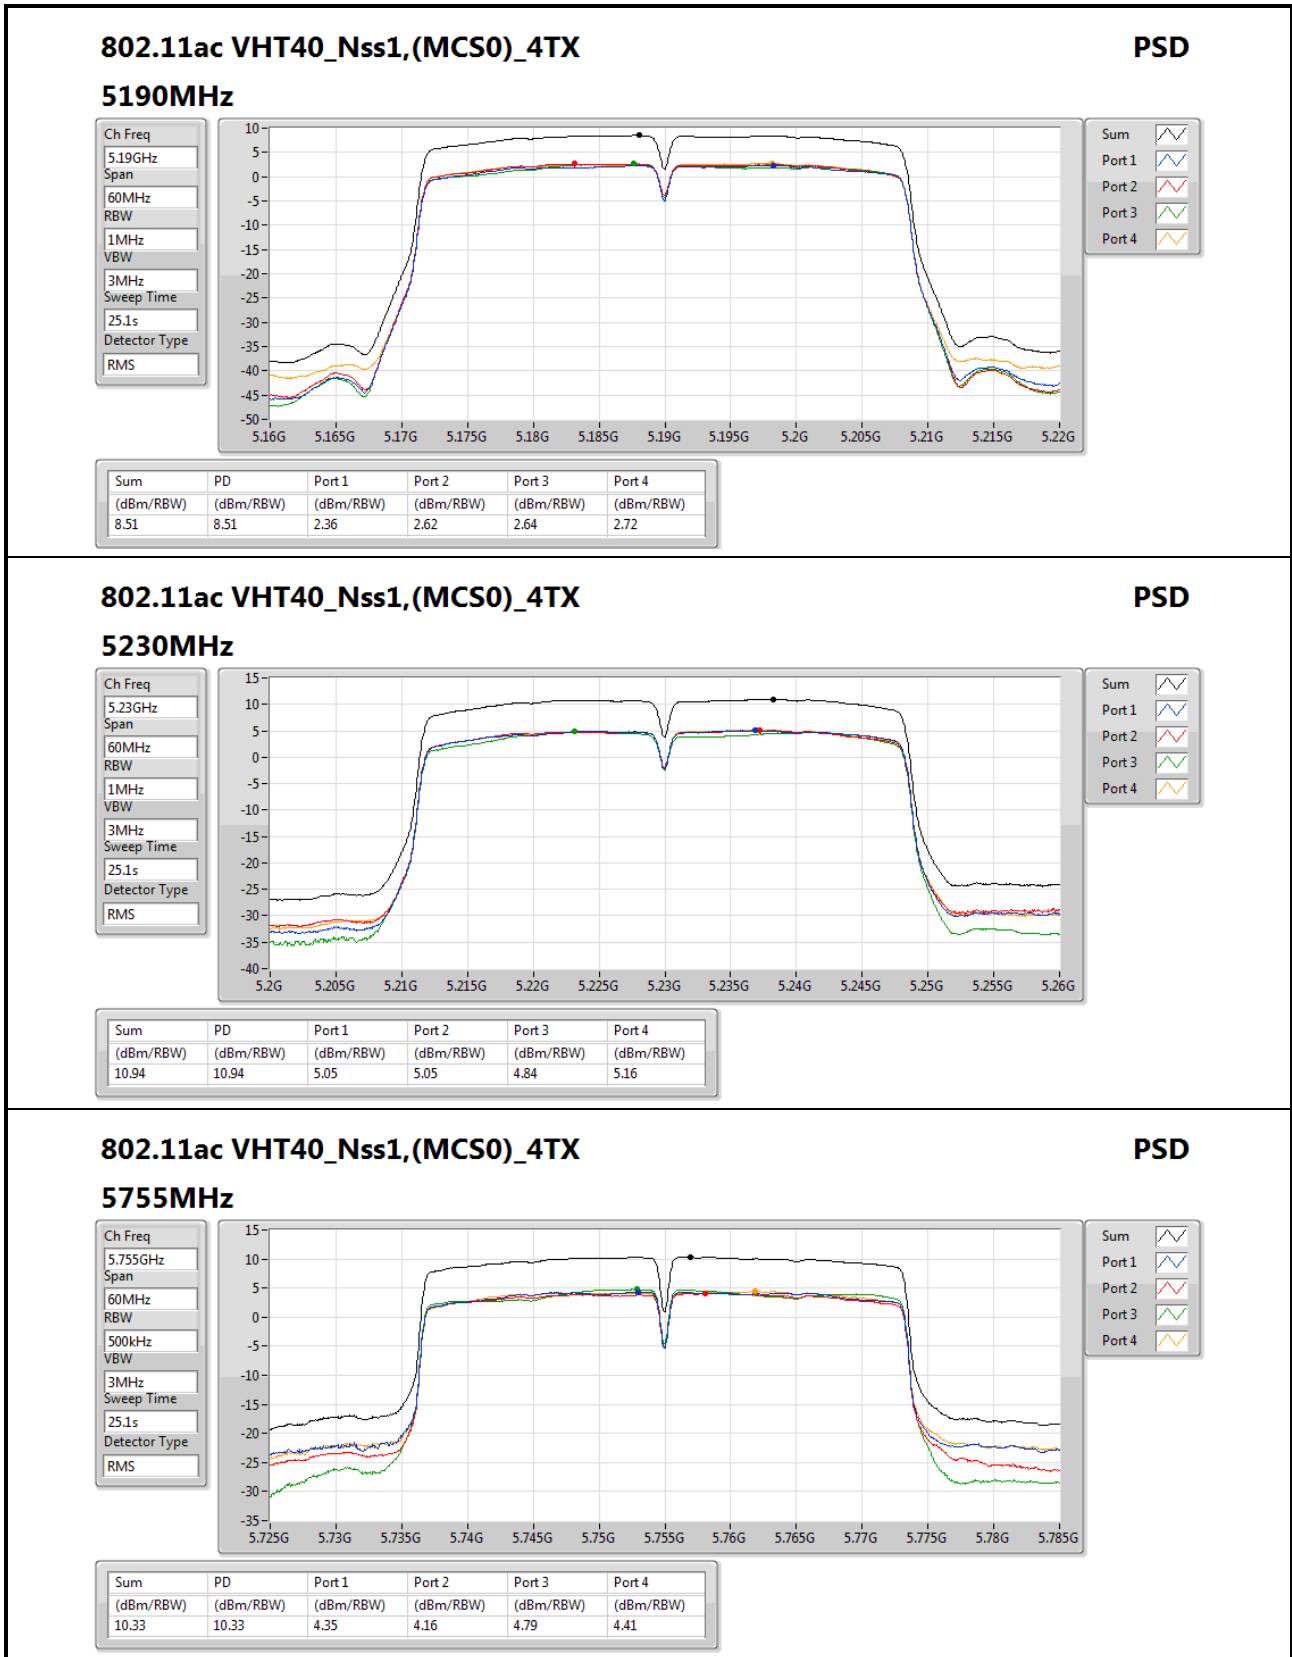 802.11ac VHT40_Nss1,(MCS0)_4TX PSD
5190MHz
Ch Freq
5.19GHz
Span
60MHz
RBW
1MHz
VBW
3MHz
Sweep Time
25.1s
Detector Type
RMS
10
5
0
-5
-10
-15
-20
-25
-30
-35
-40
-45
-50
5.16G 5.165G 5.17G 5.175G 5.18G 5.185G 5.19G 5.195G 5.2G 5.205G 5.21G 5.215G 5.22G
Sum
Port 1
Port 2
Port 3
Port 4
Sum PD Port 1 Port 2 Port 3 Port 4
(dBm/RBW) (dBm/RBW) (dBm/RBW) (dBm/RBW) (dBm/RBW) (dBm/RBW)
8.51 8.51 2.36 2.62 2.64 2.72
802.11ac VHT40_Nss1,(MCS0)_4TX PSD
5230MHz
Ch Freq
5.23GHz
Span
60MHz
RBW
1MHz
VBW
3MHz
Sweep Time
25.1s
Detector Type
RMS
15
10
5
0
-5
-10
-15
-20
-25
-30
-35
-40
5.2G 5.205G 5.21G 5.215G 5.22G 5.225G 5.23G 5.235G 5.24G 5.245G 5.25G 5.255G 5.26G
Sum
Port 1
Port 2
Port 3
Port 4
Sum PD Port 1 Port 2 Port 3 Port 4
(dBm/RBW) (dBm/RBW) (dBm/RBW) (dBm/RBW) (dBm/RBW) (dBm/RBW)
10.94 10.94 5.05 5.05 4.84 5.16
802.11ac VHT40_Nss1,(MCS0)_4TX PSD
5755MHz
Ch Freq
5.755GHz
Span
60MHz
RBW
500kHz
VBW
3MHz
Sweep Time
25.1s
Detector Type
RMS
15
10
5
0
-5
-10
-15
-20
-25
-30
-35
5.725G 5.73G 5.735G 5.74G 5.745G 5.75G 5.755G 5.76G 5.765G 5.77G 5.775G 5.78G 5.785G
Sum
Port 1
Port 2
Port 3
Port 4
Sum PD Port 1 Port 2 Port 3 Port 4
(dBm/RBW) (dBm/RBW) (dBm/RBW) (dBm/RBW) (dBm/RBW) (dBm/RBW)
10.33 10.33 4.35 4.16 4.79 4.41